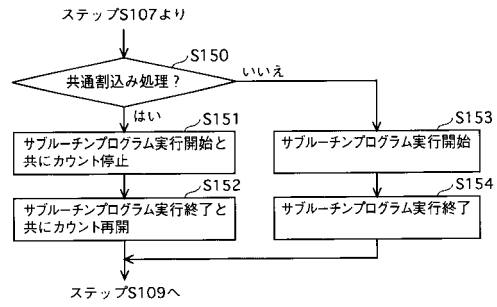 ステップS107より
S150
共通割込み処理?
いいえ
はい
S151
サブルーチンプログラム実行開始と
共にカウント停止
S153
サブルーチンプログラム実行開始
S152
サブルーチンプログラム実行終了と
共にカウント再開
S154
サブルーチンプログラム実行終了
ステップS109へ